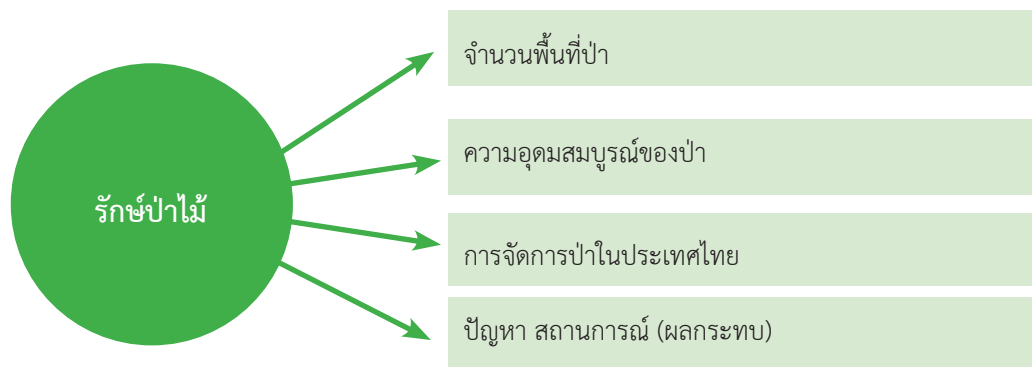 รักษ์ป่าไม้
จำนวนพื้นที่ป่า
ความอุดมสมบูรณ์ของป่า
การจัดการป่าในประเทศไทย
ปัญหา สถานการณ์ (ผลกระทบ)